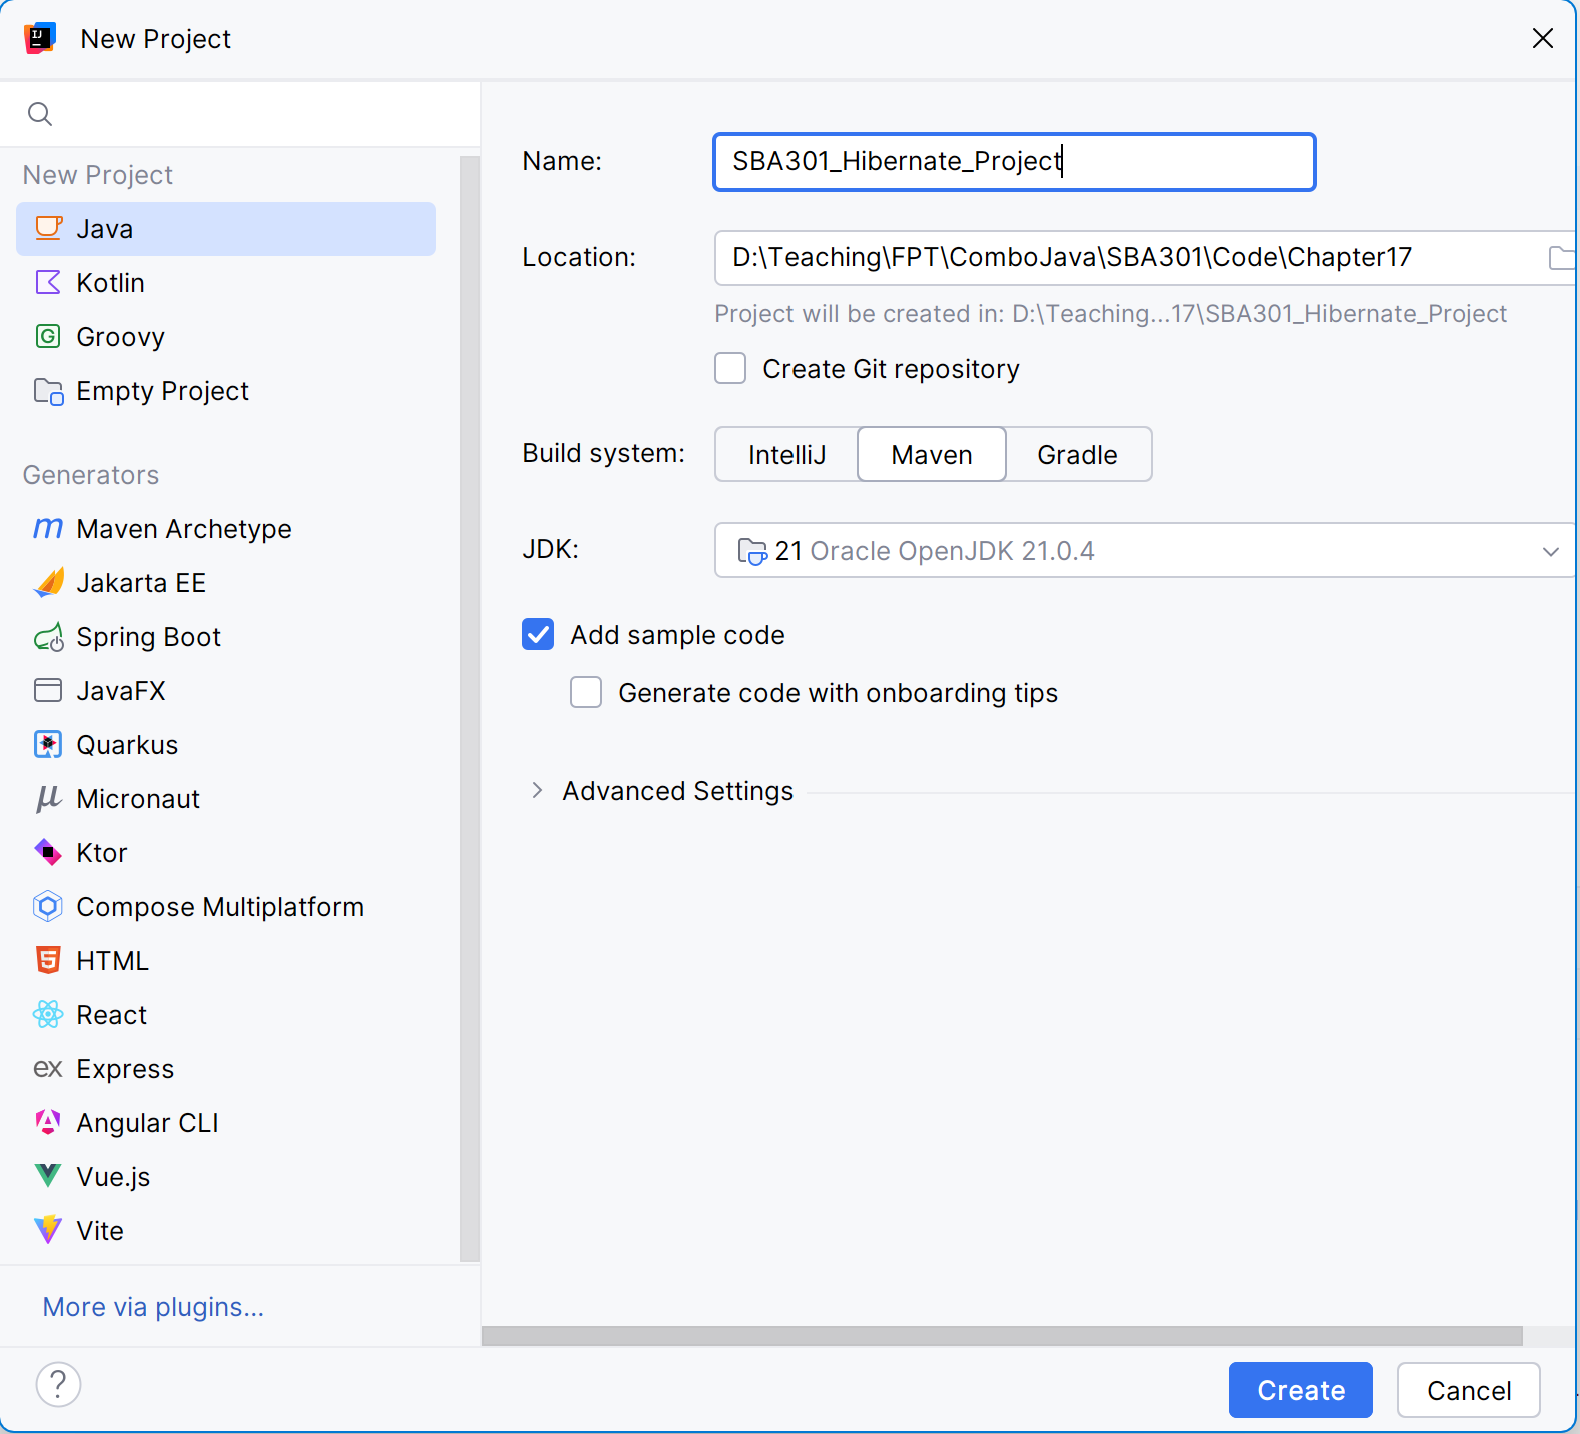 New Project
New Project
Java
Kotlin
Groovy
Empty Project
Generators
Maven Archetype
Jakarta EE
Spring Boot
JavaFX
Quarkus
Micronaut
Ktor
Compose Multiplatform
HTML
React
ex Express
Angular CLI
Vue.js
Vite
More via plugins...
Name: SBA301_Hibernate_Project
Location: D:\Teaching\FPT\ComboJava\SBA301\Code\Chapter17
Project will be created in: D:\Teaching...17\SBA301_Hibernate_Project
Create Git repository
Build system: IntelliJ Maven Gradle
JDK: 21 Oracle OpenJDK 21.0.4
Add sample code
Generate code with onboarding tips
Advanced Settings
? Create Cancel